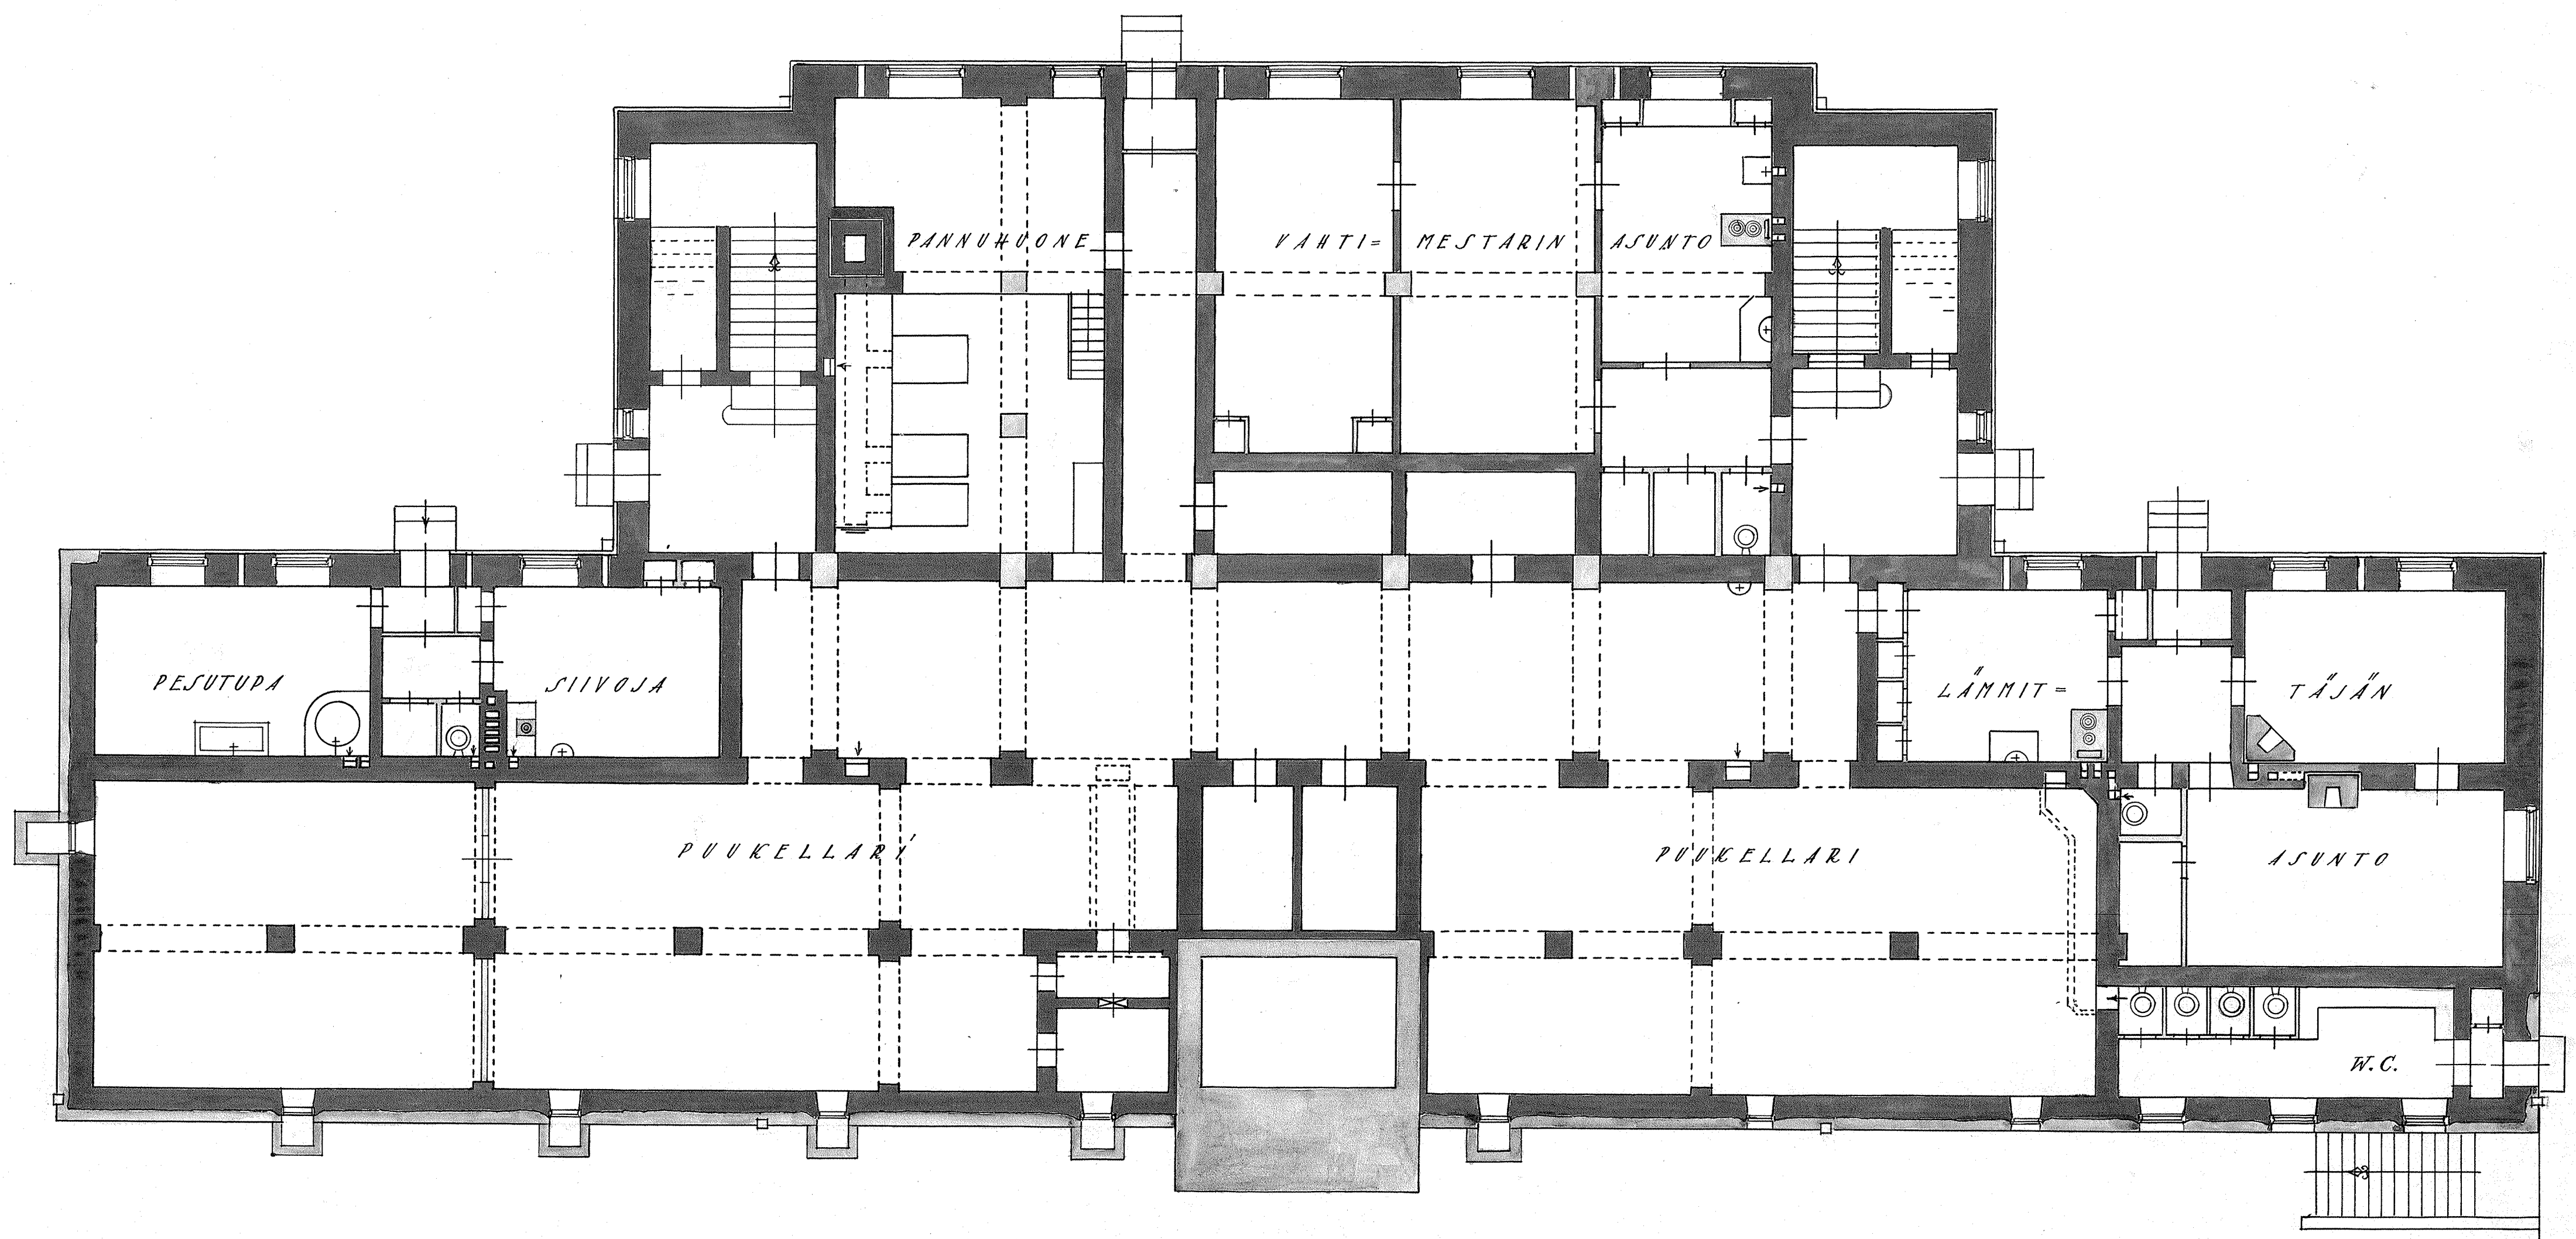 PANNUHUONE
VAHTI= MESTARIN ASUNTO
PESUTUPA
SIIVOJA
LÄMMIT= TÄJÄN
PUUKELLARI
PUUKELLARI
ASUNTO
W.C.